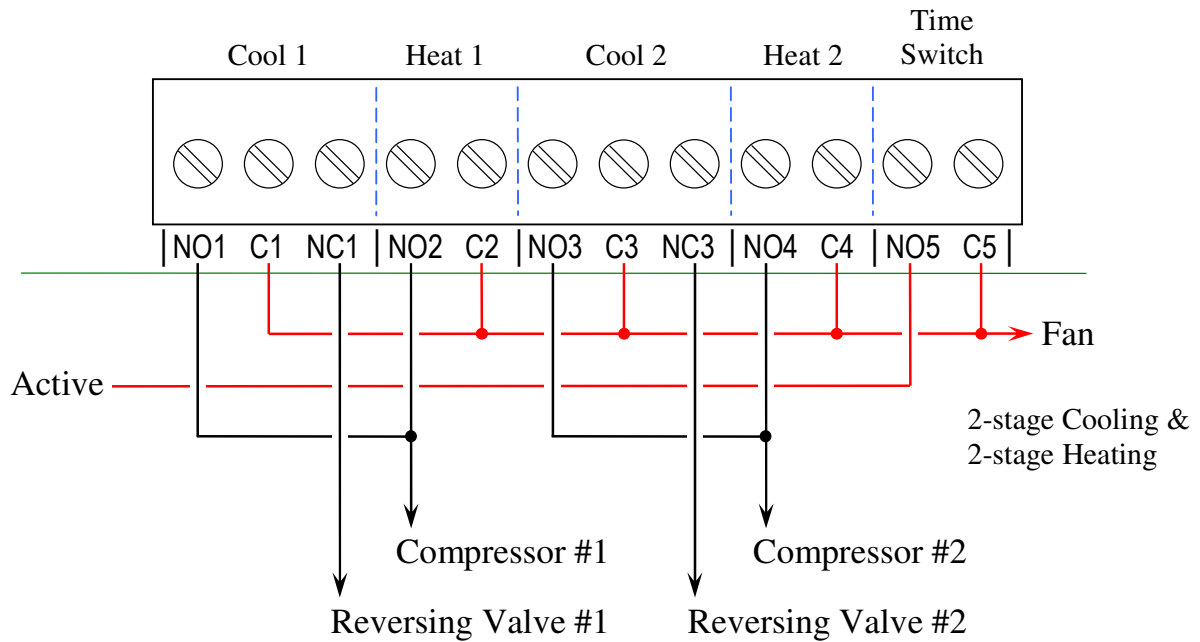 Time
Cool 1 Heat 1 Cool 2 Heat 2 Switch
NO1 C1 NC1 NO2 C2 NO3 C3 NC3 NO4 C4 NO5 C5
Fan
Active
2-stage Cooling &
2-stage Heating
Compressor #1 Compressor #2
Reversing Valve #1 Reversing Valve #2